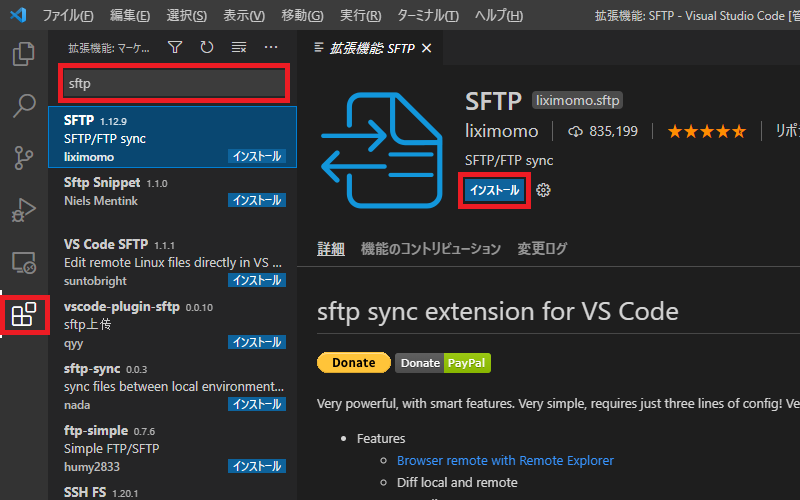 ファイル(F) 編集(E) 選択(S) 表示(V) 移動(G) 実行(R) ターミナル(T) ヘルプ(H) 拡張機能: SFTP - Visual Studio Code [管
拡張機能: マーケ...
sftp
SFTP 1.12.9
SFTP/FTP sync
liximomo インストール
Sftp Snippet 1.1.0
Niels Mentink インストール
VS Code SFTP 1.1.1
Edit remote Linux files directly in VS ...
suntobright インストール
vscode-plugin-sftp 0.0.10
sftp上传
qyy インストール
sftp-sync 0.0.3
sync files between local environment...
nada インストール
ftp-simple 0.7.6
Simple FTP/SFTP
humy2833 インストール
SSH FS 1.20.1
拡張機能: SFTP
SFTP liximomo.sftp
liximomo 835,199 リポジ
SFTP/FTP sync
インストール
詳細 機能のコントリビューション 変更ログ
sftp sync extension for VS Code
Donate Donate PayPal
Very powerful, with smart features. Very simple, requires just three lines of config! Ve
Features
Browser remote with Remote Explorer
Diff local and remote